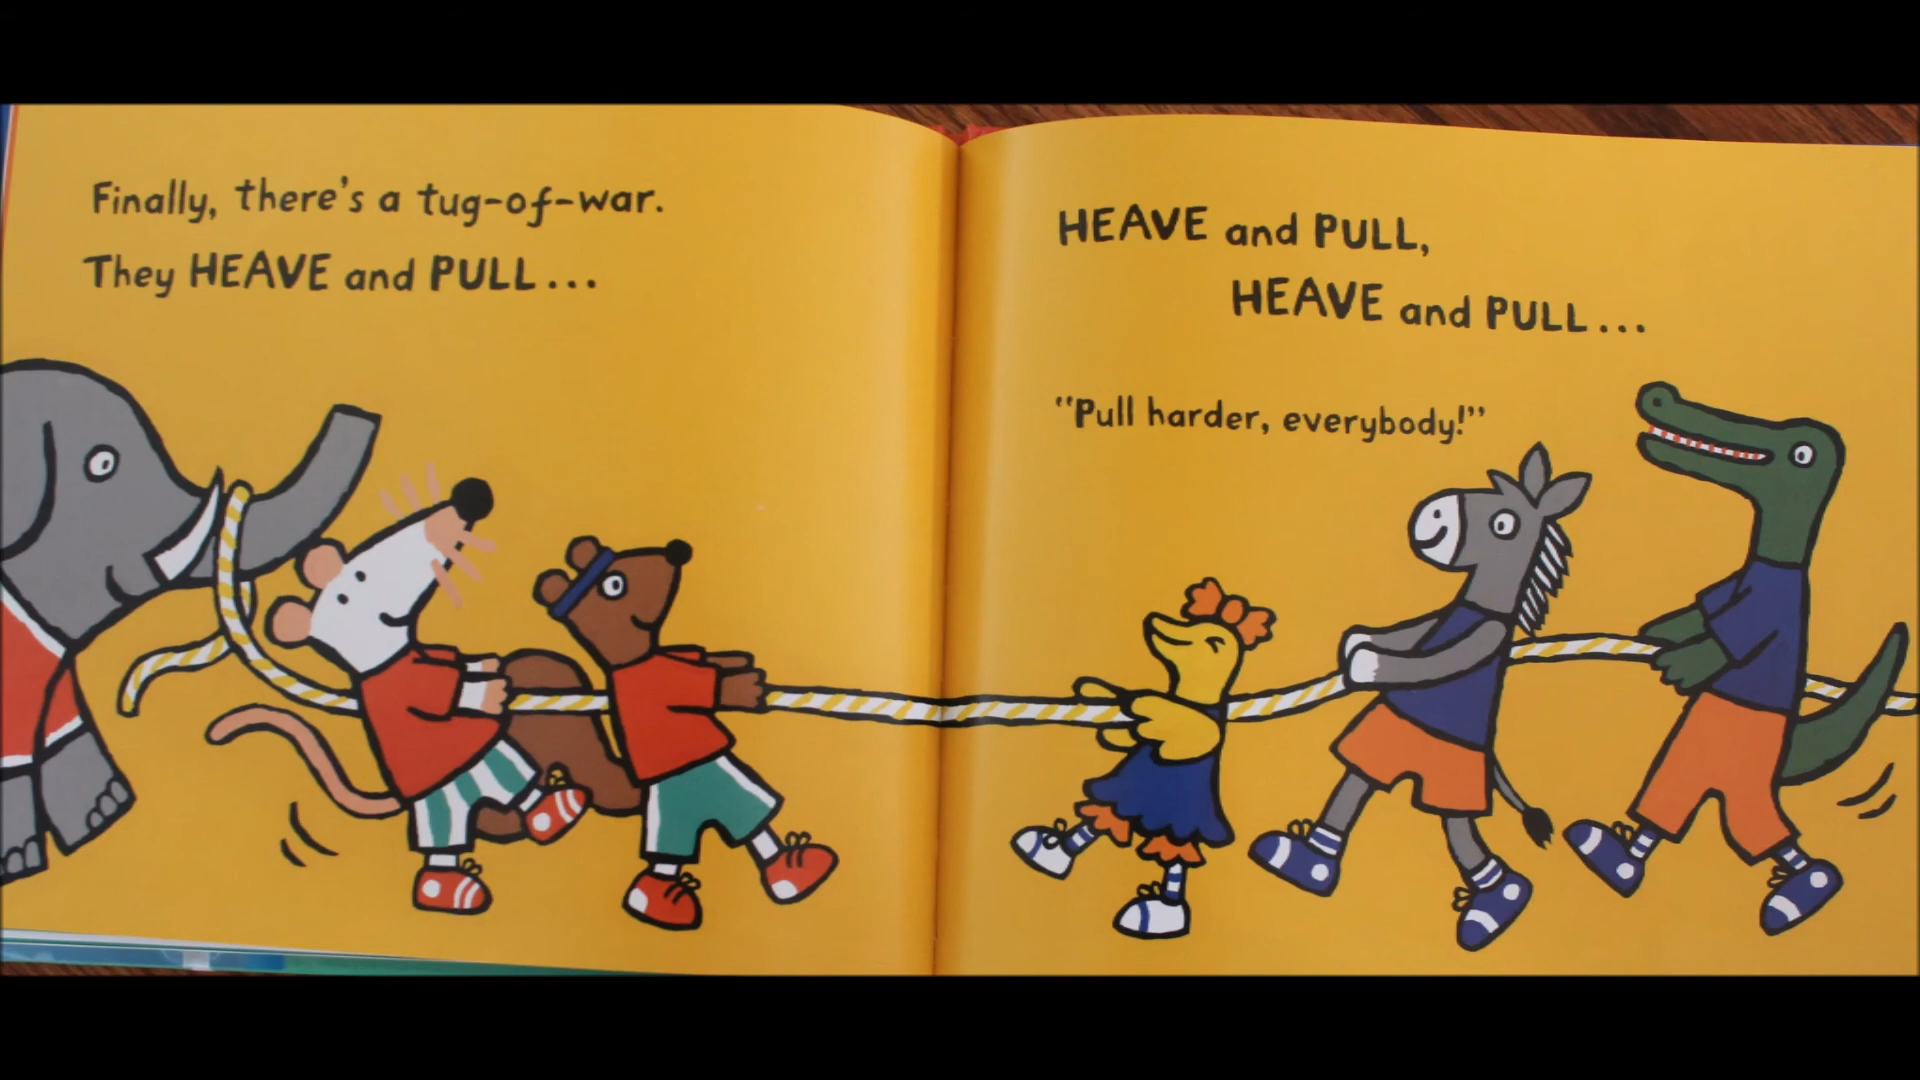 Finally, there's a tug-of-war.
They HEAVE and PULL...
HEAVE and PULL,
HEAVE and PULL...
“Pull harder, everybody!”